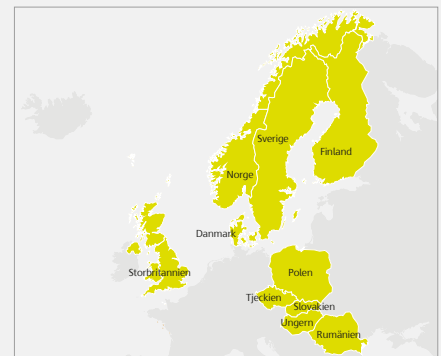 Sverige
Finland
Norge
Danmark
Storbritannien
Polen
Tjeckien
Slovakien
Ungern
Rumänien